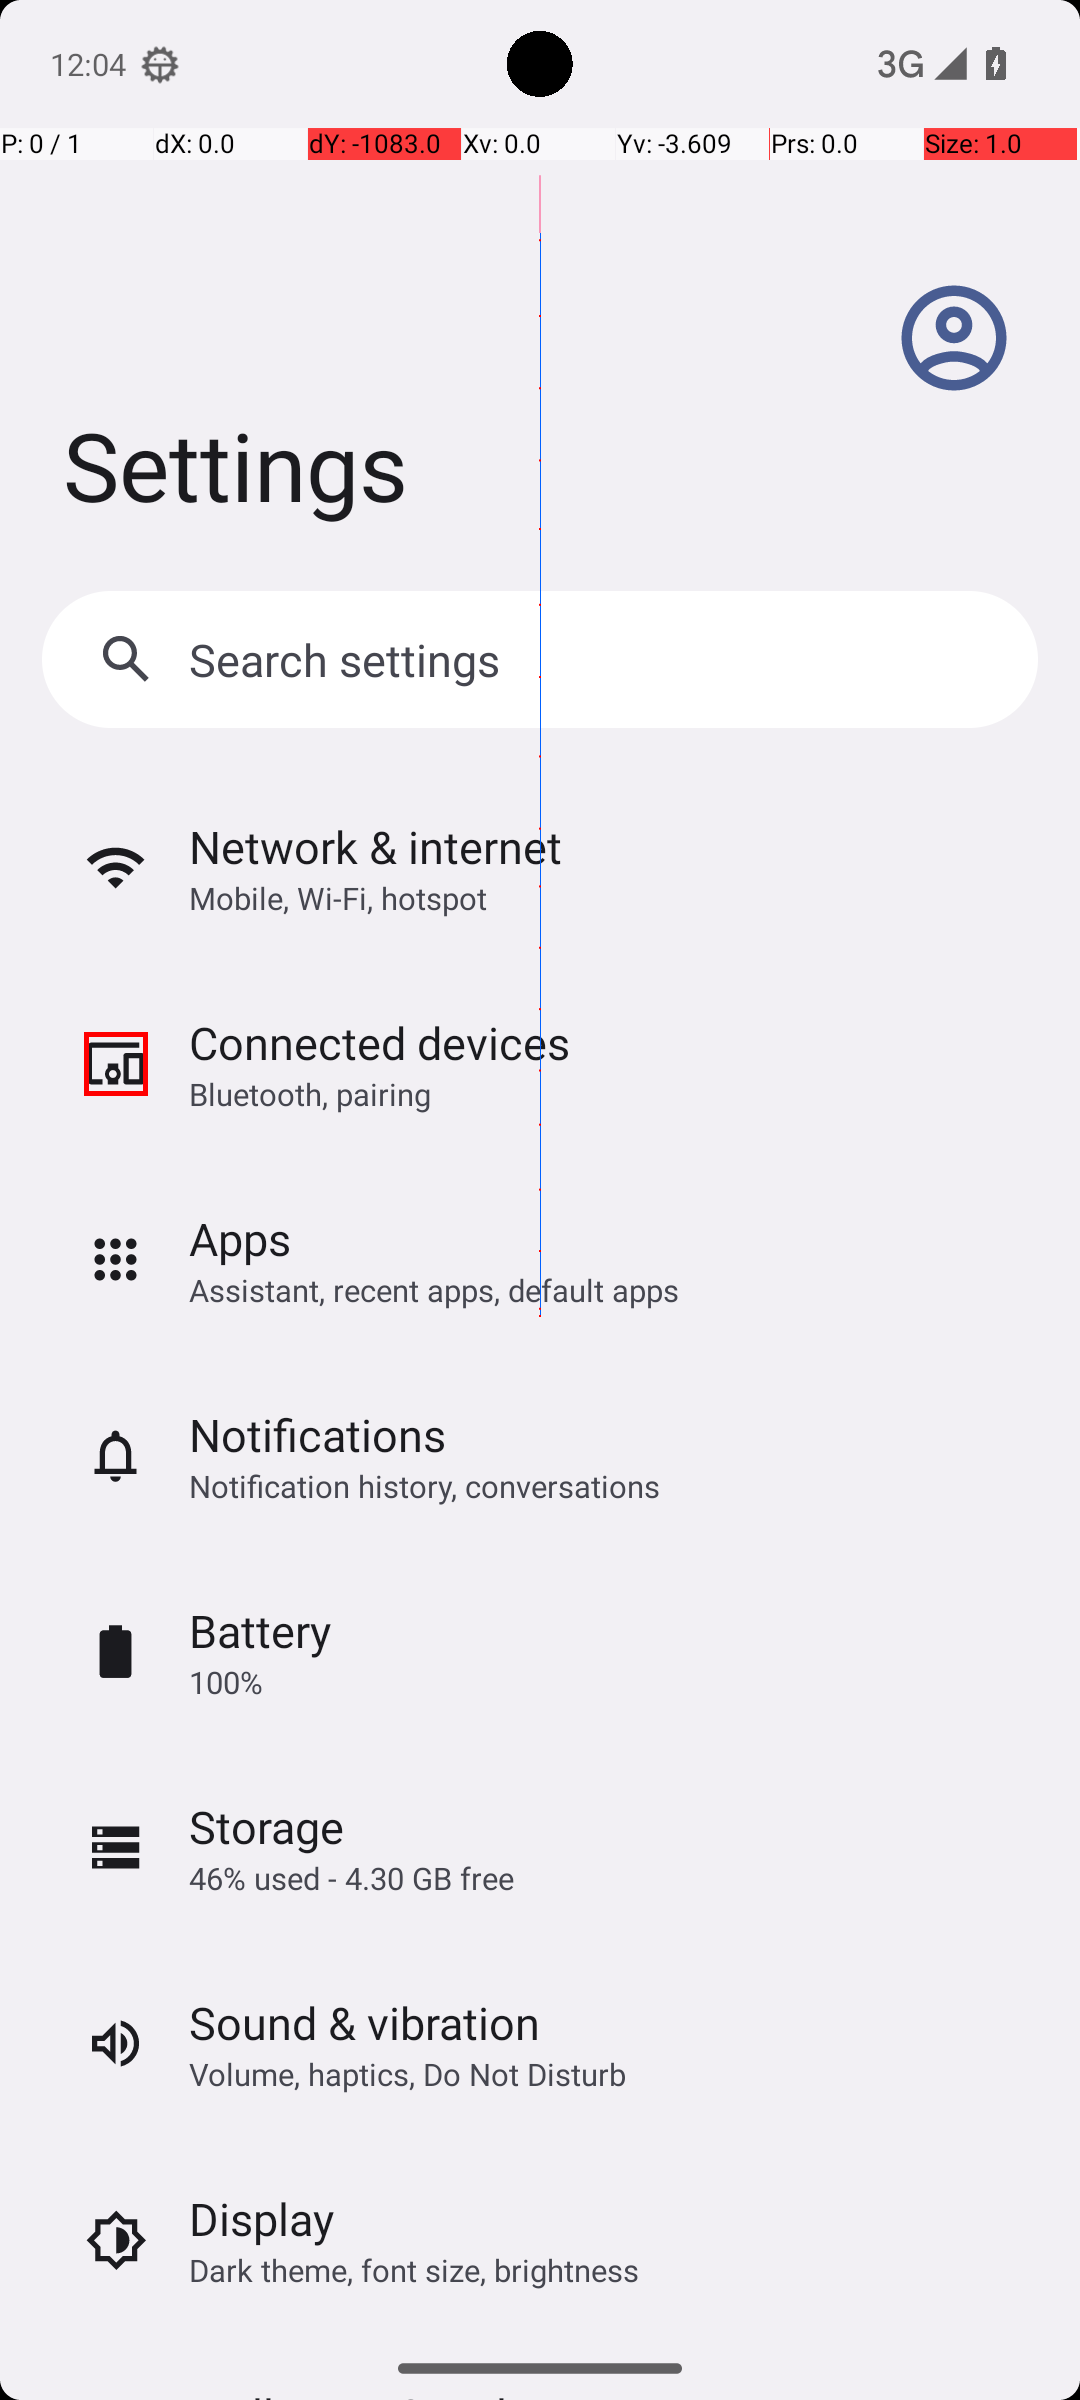 12:04 3G
P: 0 / 1 dX: 0.0 dY: -1083.0 Xv: 0.0 Yv: -3.609 Prs: 0.0 Size: 1.0
Settings
Search settings
Network & internet
Mobile, Wi-Fi, hotspot
Connected devices
Bluetooth, pairing
Apps
Assistant, recent apps, default apps
Notifications
Notification history, conversations
Battery
100%
Storage
46% used - 4.30 GB free
Sound & vibration
Volume, haptics, Do Not Disturb
Display
Dark theme, font size, brightness